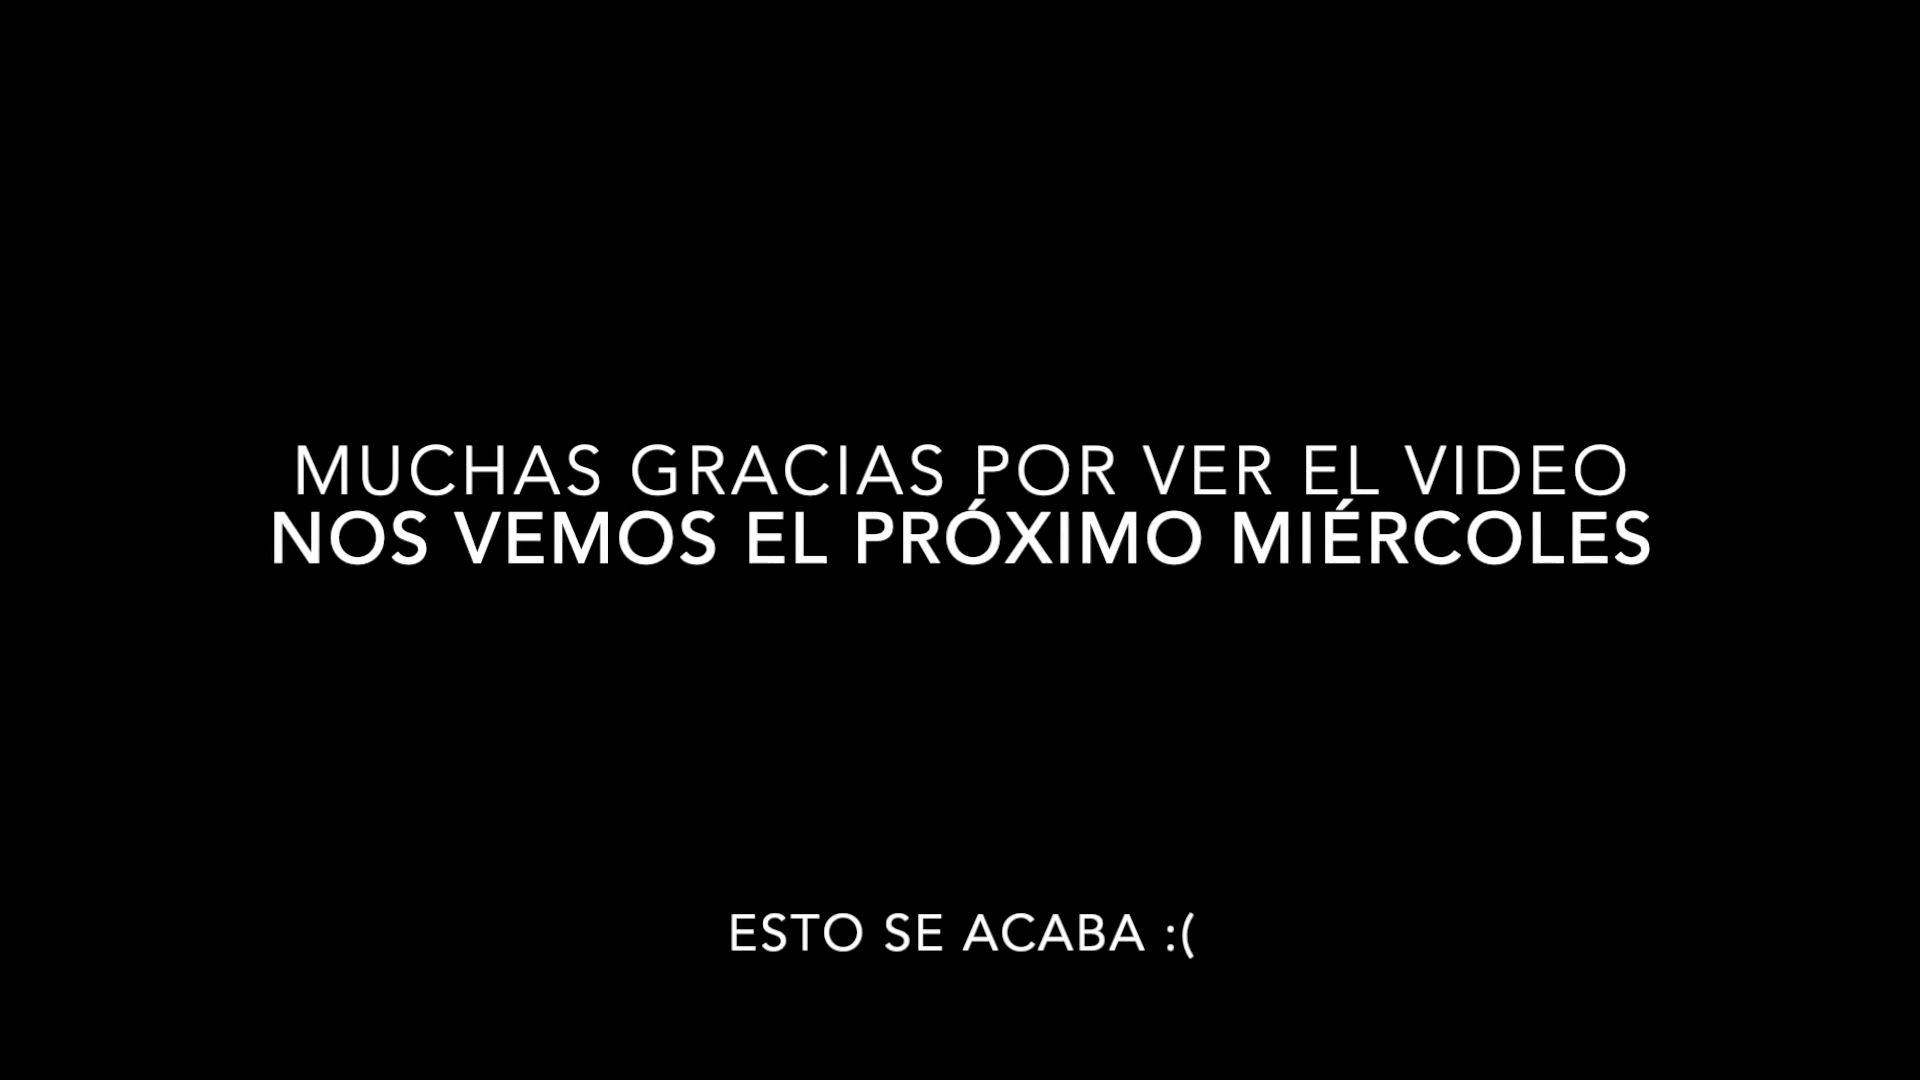 MUCHAS GRACIAS POR VER EL VIDEO
NOS VEMOS EL PRÓXIMO MIÉRCOLES
ESTO SE ACABA :(